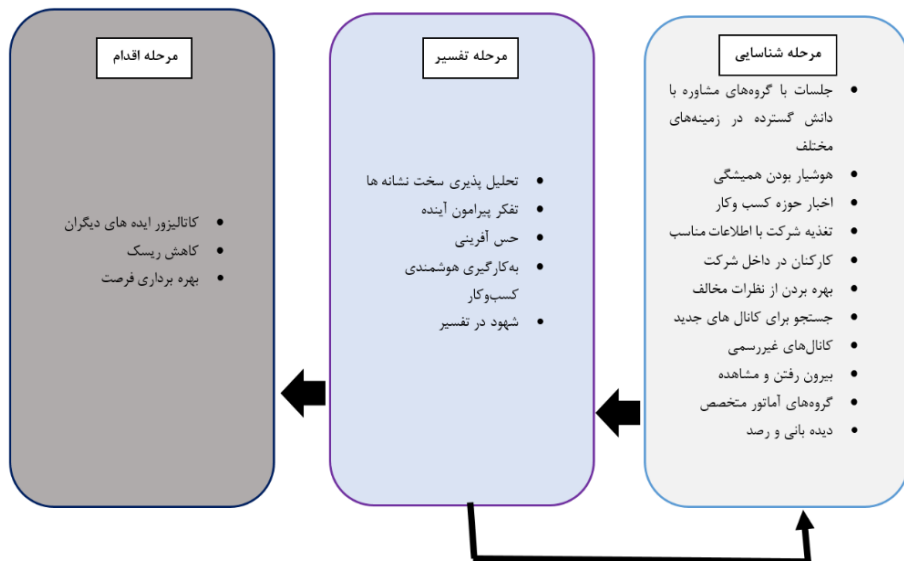 مرحله شناسایی
• جلسات با گروه‌های مشاوره با
دانش گسترده در زمینه‌های
مختلف
• هوشیار بودن همیشگی
• اخبار حوزه کسب وکار
• تغذیه شرکت با اطلاعات مناسب
• کارکنان در داخل شرکت
• بهره بردن از نظرات مخالف
• جستجو برای کانال های جدید
• کانال‌های غیررسمی
• بیرون رفتن و مشاهده
• گروه‌های آماتور متخصص
• دیده بانی و رصد
مرحله تفسیر
• تحلیل پذیری سخت نشانه ها
• تفکر پیرامون آینده
• حس آفرینی
• به‌کارگیری هوشمندی
کسب‌وکار
• شهود در تفسیر
مرحله اقدام
• کاتالیزور ایده های دیگران
• کاهش ریسک
• بهره برداری فرصت